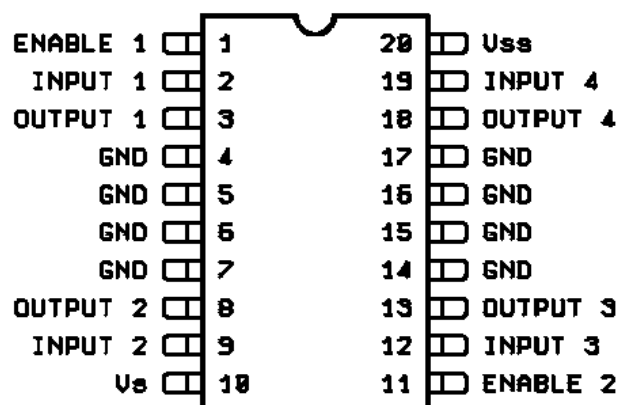 ENABLE 1 1 20 Vss
INPUT 1 2 19 INPUT 4
OUTPUT 1 3 18 OUTPUT 4
GND 4 17 GND
GND 5 16 GND
GND 6 15 GND
GND 7 14 GND
OUTPUT 2 8 13 OUTPUT 3
INPUT 2 9 12 INPUT 3
Vs 10 11 ENABLE 2